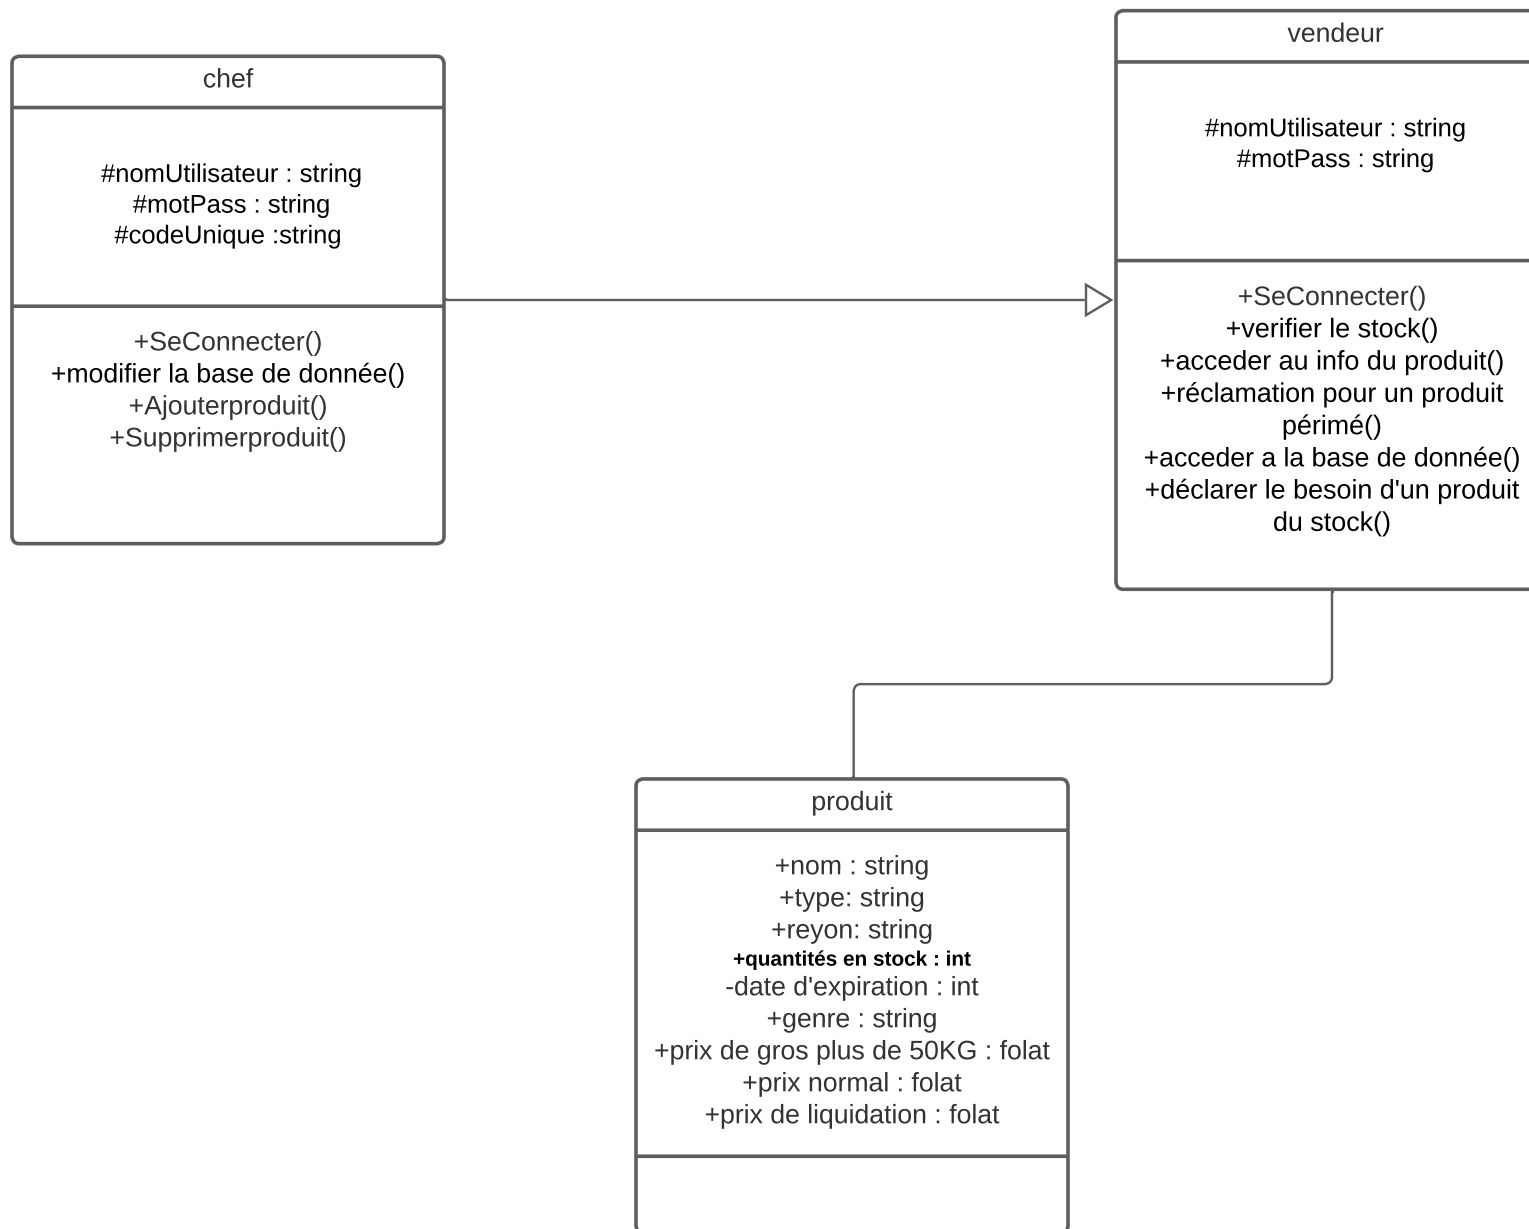 chef
#nomUtilisateur : string
#motPass : string
#codeUnique :string
+SeConnecter()
+modifier la base de donnée()
+Ajouterproduit()
+Supprimerproduit()
vendeur
#nomUtilisateur : string
#motPass : string
+SeConnecter()
+verifier le stock()
+acceder au info du produit()
+réclamation pour un produit
périmé()
+acceder a la base de donnée()
+déclarer le besoin d'un produit
du stock()
produit
+nom : string
+type: string
+reyon: string
+quantités en stock : int
-date d'expiration : int
+genre : string
+prix de gros plus de 50KG : folat
+prix normal : folat
+prix de liquidation : folat